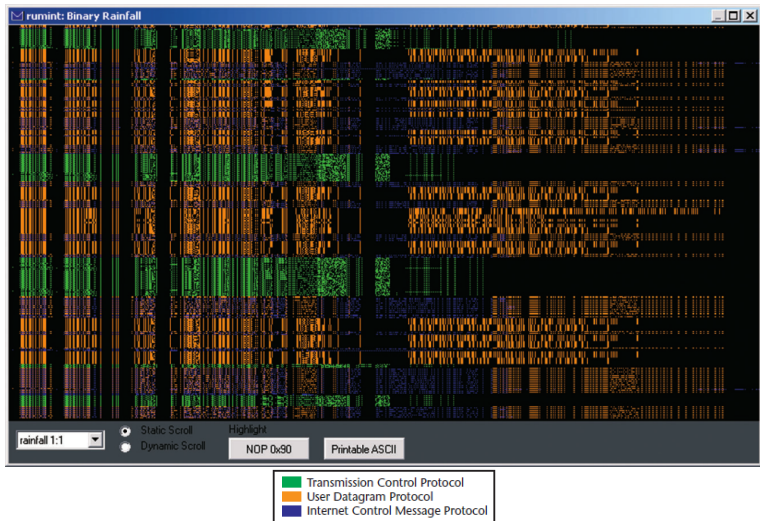 rumint: Binary Rainfall
rainfall 1:1
Static Scroll
Dynamic Scroll
Highlight
NOP 0x90
Printable ASCII
Transmission Control Protocol
User Datagram Protocol
Internet Control Message Protocol